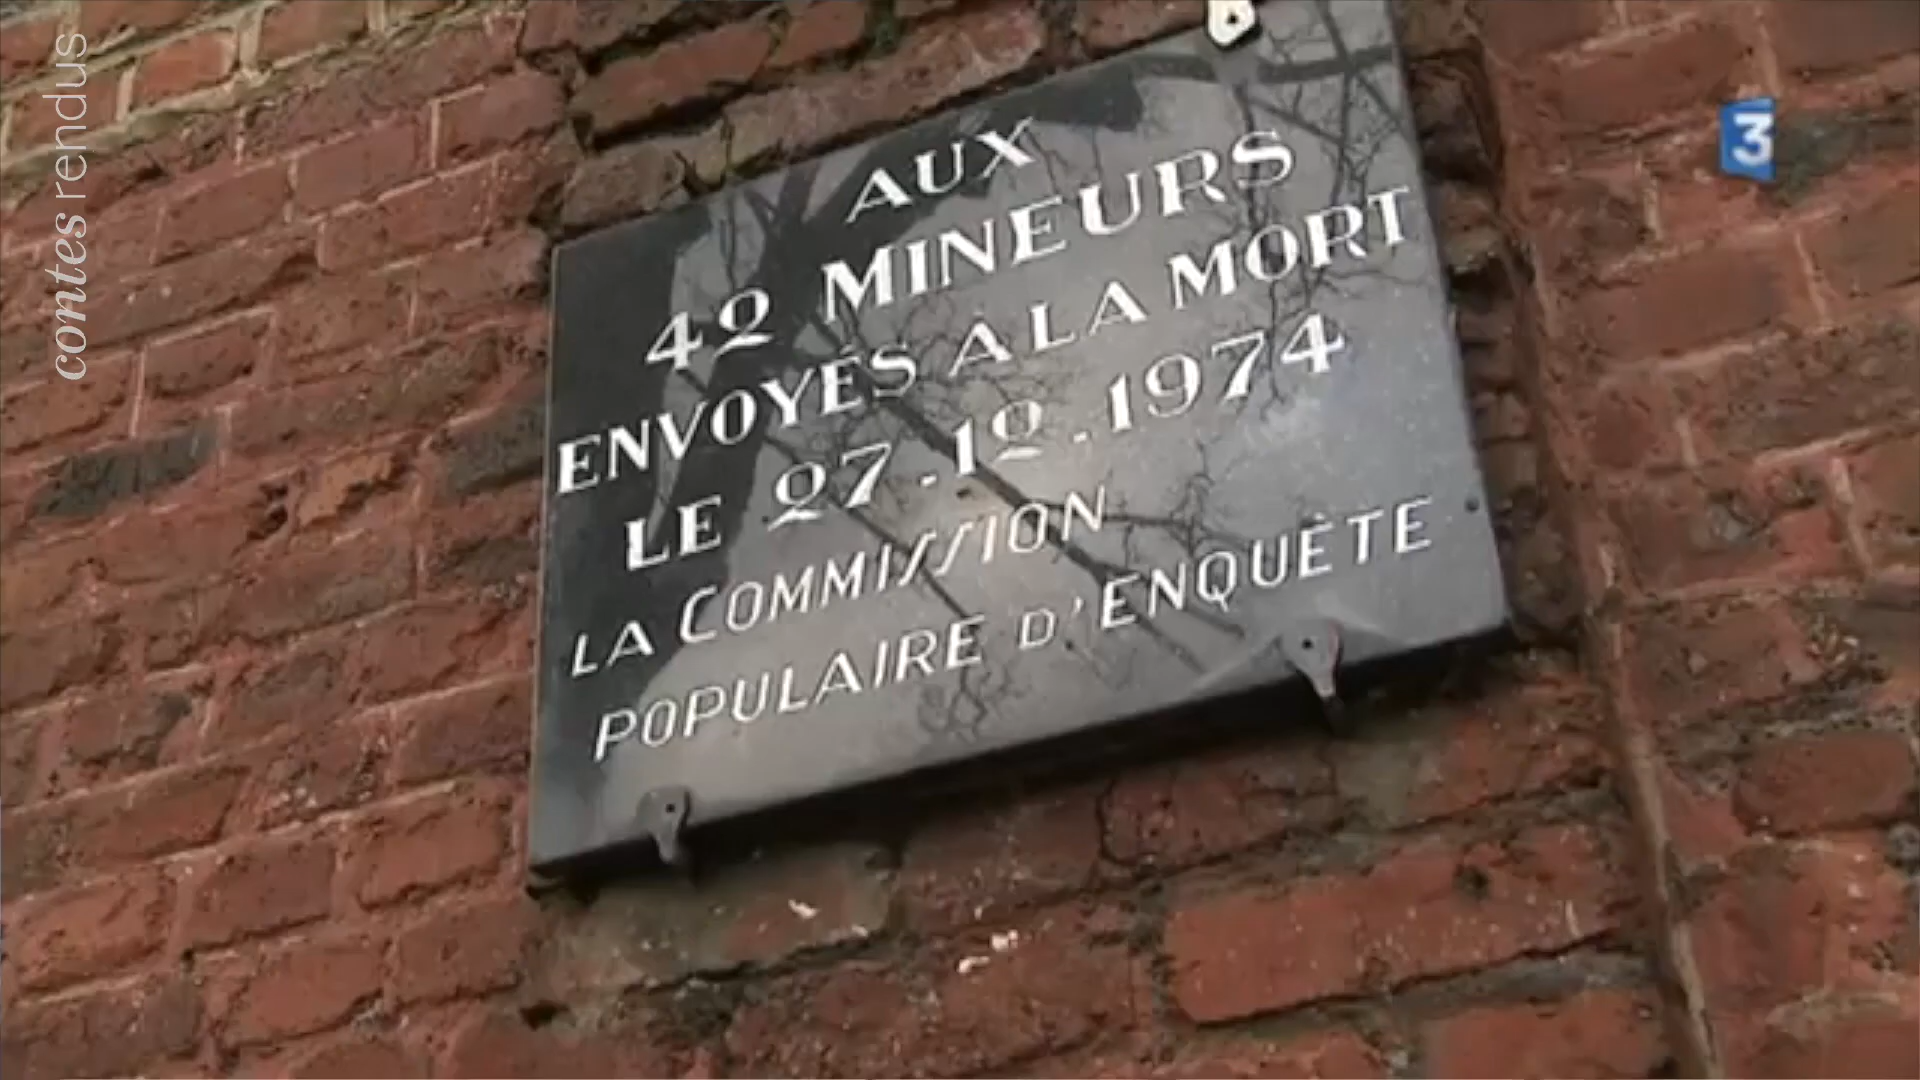 contes rendus
3
AUX
42 MINEURS
ENVOYÉS A LA MORT
LE 27.12.1974
LA COMMISSION
POPULAIRE D'ENQUÊTE